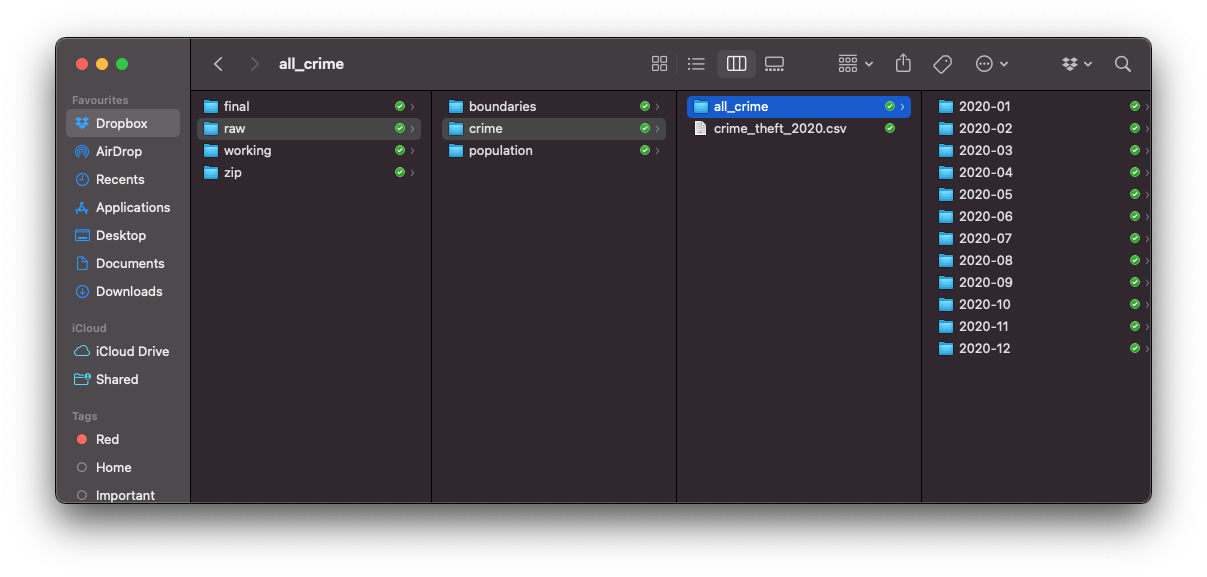 all_crime
Favourites
Dropbox
AirDrop
Recents
Applications
Desktop
Documents
Downloads
iCloud
iCloud Drive
Shared
Tags
Red
Home
Important
final
raw
working
zip
boundaries
crime
population
all_crime
crime_theft_2020.csv
2020-01
2020-02
2020-03
2020-04
2020-05
2020-06
2020-07
2020-08
2020-09
2020-10
2020-11
2020-12